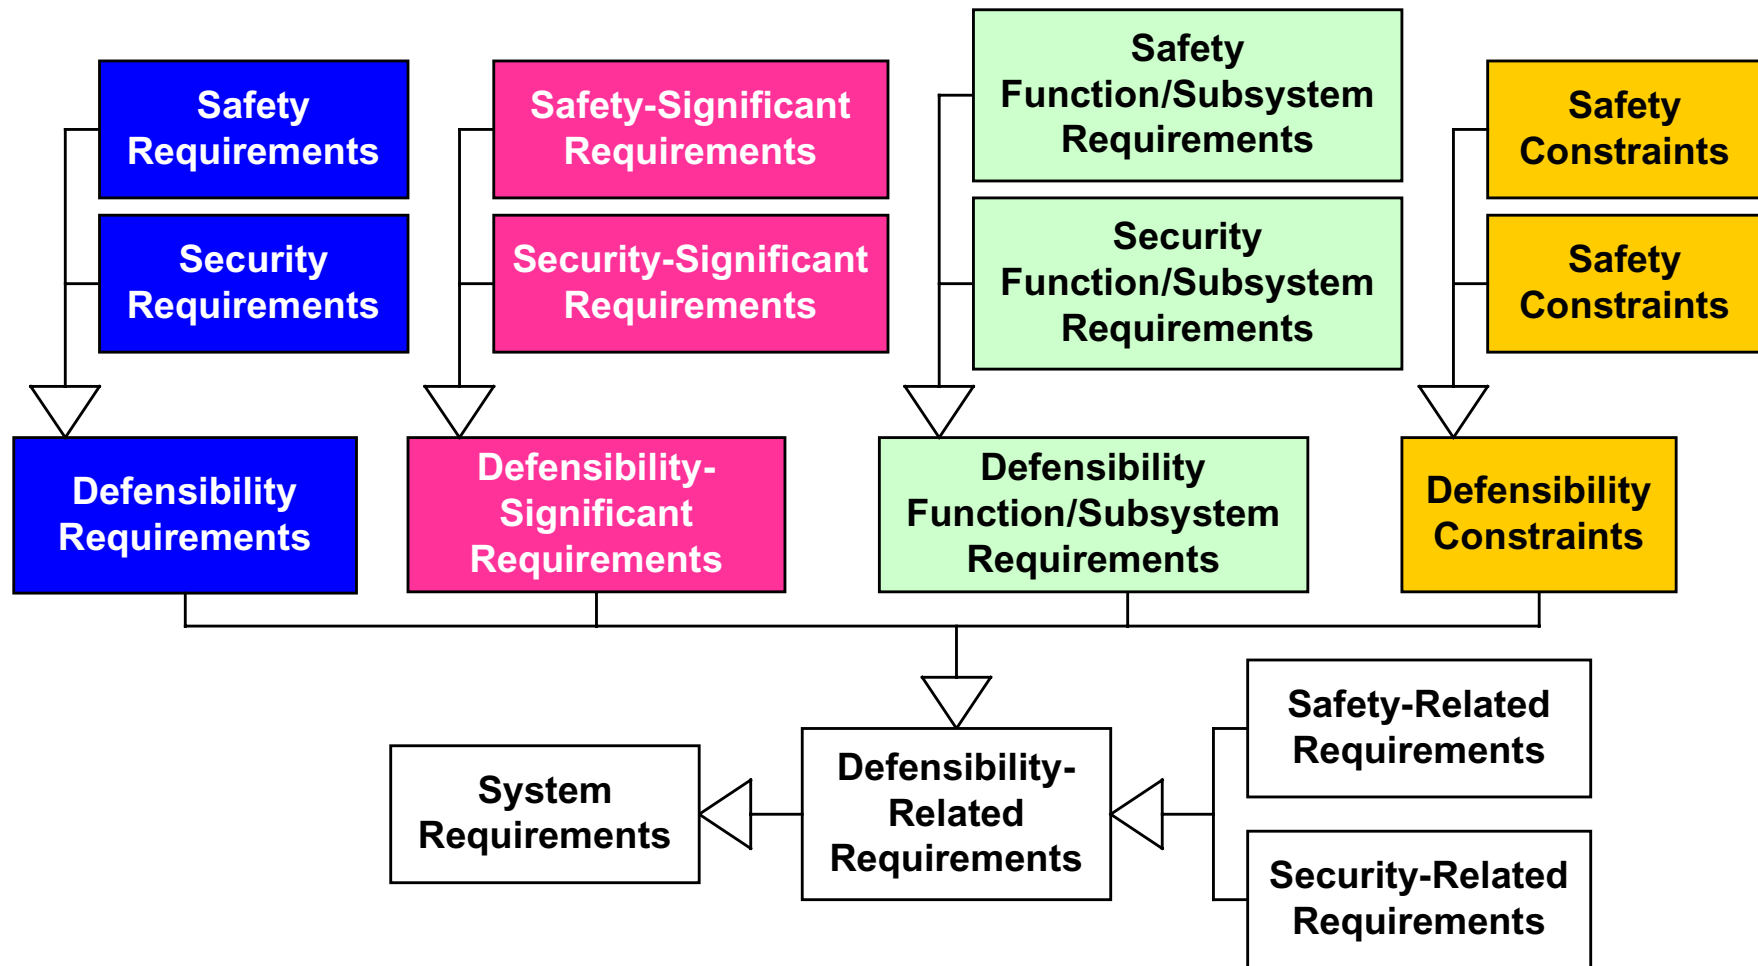 Safety
Requirements
Safety-Significant
Requirements
Safety
Function/Subsystem
Requirements
Safety
Constraints
Security
Requirements
Security-Significant
Requirements
Security
Function/Subsystem
Requirements
Safety
Constraints
Defensibility
Requirements
Defensibility-
Significant
Requirements
Defensibility
Function/Subsystem
Requirements
Defensibility
Constraints
System
Requirements
Defensibility-
Related
Requirements
Safety-Related
Requirements
Security-Related
Requirements